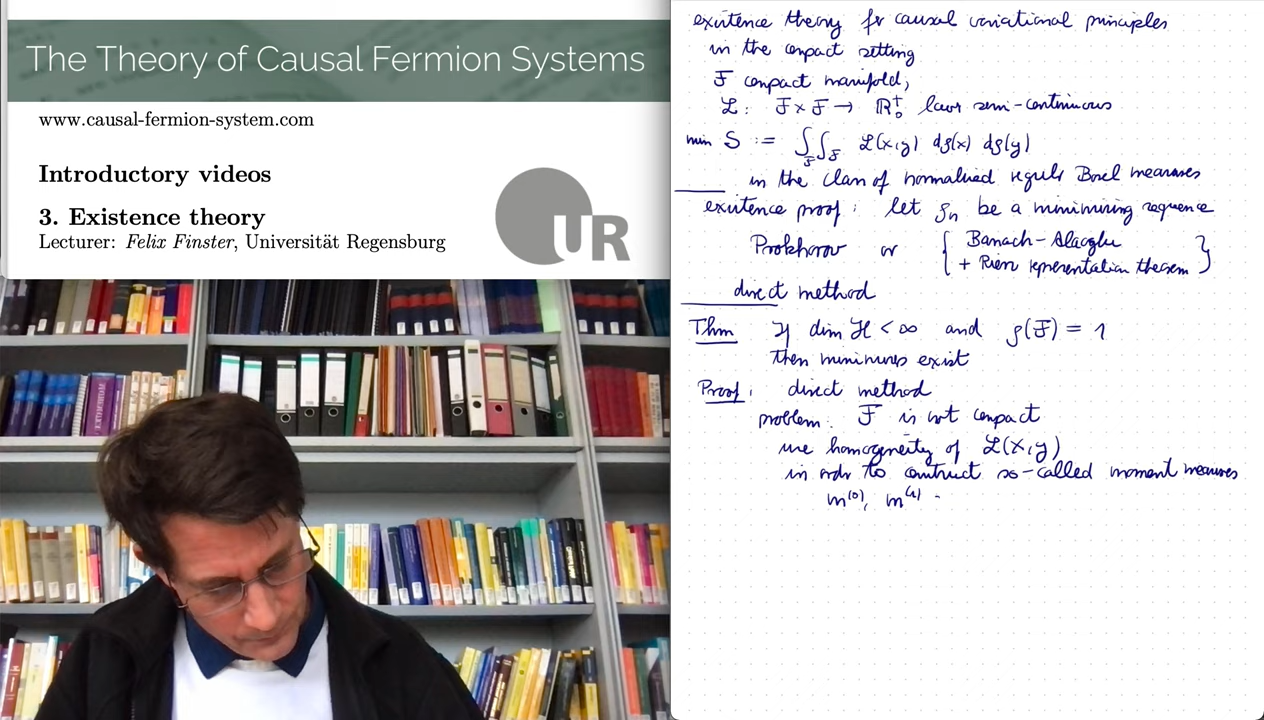 The Theory of Causal Fermion Systems
www.causal-fermion-system.com
Introductory videos
3. Existence theory
Lecturer: Felix Finster, Universität Regensburg
UR
existence theory for causal variational principles
in the compact setting
F compact manifold,
L : F × F → ℝ₀⁺ lower semi-continuous
min S := ∫_F ∫_F L(x,y) dρ(x) dρ(y)
in the class of normalized regular Borel measures
existence proof: let ρₙ be a minimizing sequence
Prokhorov or { Banach-Alaoglu
+ Riesz representation theorem }
direct method
Thm If dim H < ∞ and ρ(F) = 1
then minimizers exist
Proof: direct method
problem: F is not compact
use homogeneity of L(x,y)
in order to construct so-called moment measures
m⁽⁰⁾, m⁽¹⁾